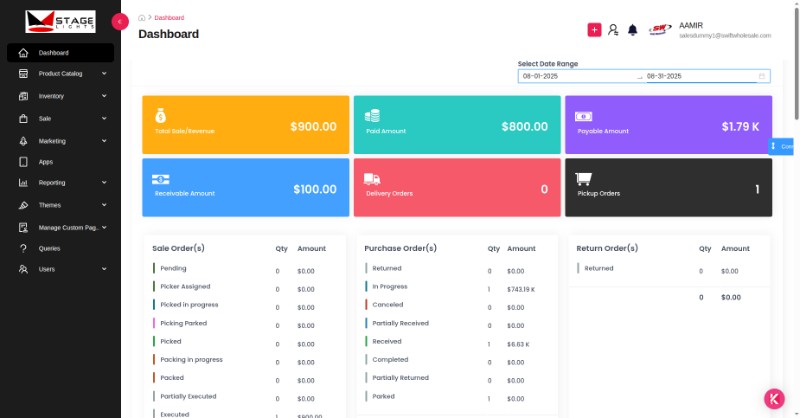 STAGE
LIGHTS
Dashboard
Product Catalog
Inventory
Sale
Marketing
Apps
Reporting
Themes
Manage Custom Pag..
Queries
Users
Dashboard
Dashboard
AAMIR
salesdummy1@swiftwholesale.com
Select Date Range
08-01-2025 → 08-31-2025
Total Sale/Revenue $900.00
Paid Amount $800.00
Payable Amount $1.79 K
Receivable Amount $100.00
Delivery Orders 0
Pickup Orders 1
Sale Order(s) Qty Amount
Pending 0 $0.00
Picker Assigned 0 $0.00
Picked in progress 0 $0.00
Picking Parked 0 $0.00
Picked 0 $0.00
Packing in progress 0 $0.00
Packed 0 $0.00
Partially Executed 0 $0.00
Executed 1 $900.00
Purchase Order(s) Qty Amount
Returned 0 $0.00
In Progress 1 $743.19 K
Canceled 0 $0.00
Partially Received 0 $0.00
Received 1 $6.63 K
Completed 0 $0.00
Partially Returned 0 $0.00
Parked 1 $0.00
Return Order(s) Qty Amount
Returned 0 $0.00
0 $0.00